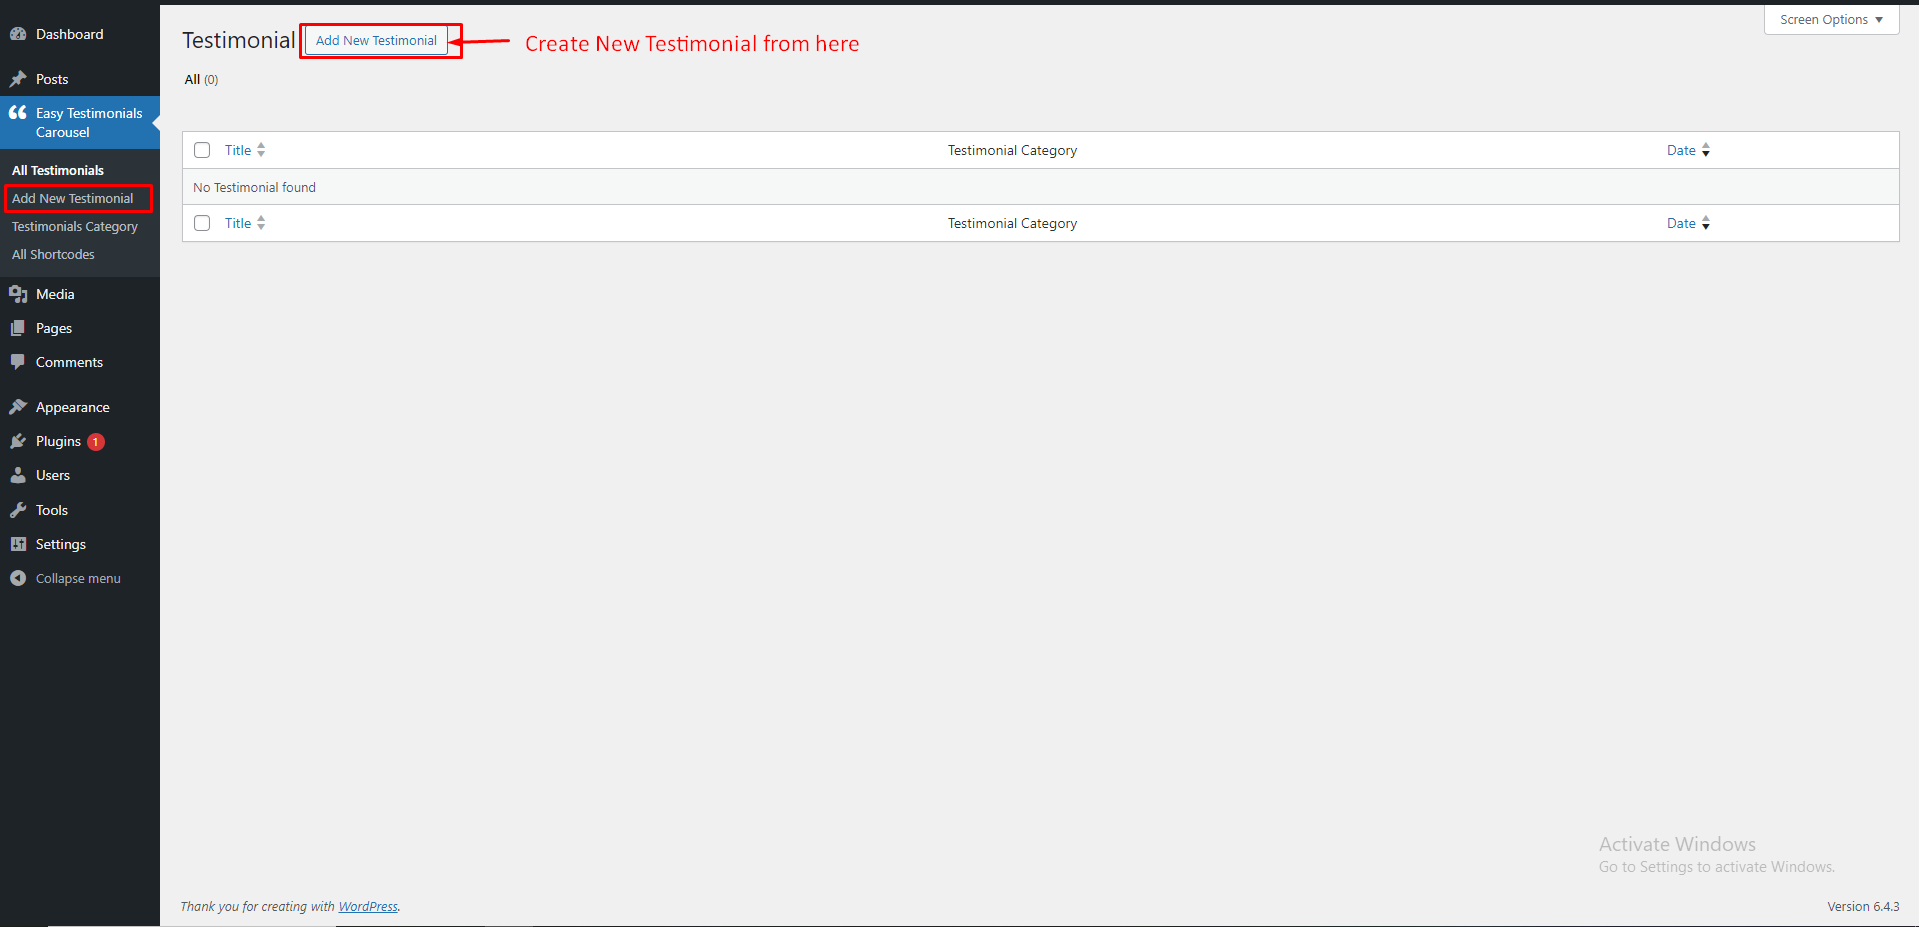 Dashboard
Posts
Easy Testimonials
Carousel
All Testimonials
Add New Testimonial
Testimonials Category
All Shortcodes
Media
Pages
Comments
Appearance
Plugins 1
Users
Tools
Settings
Collapse menu
Screen Options
Testimonial Add New Testimonial Create New Testimonial from here
All (0)
Title Testimonial Category Date
No Testimonial found
Title Testimonial Category Date
Activate Windows
Go to Settings to activate Windows.
Thank you for creating with WordPress. Version 6.4.3